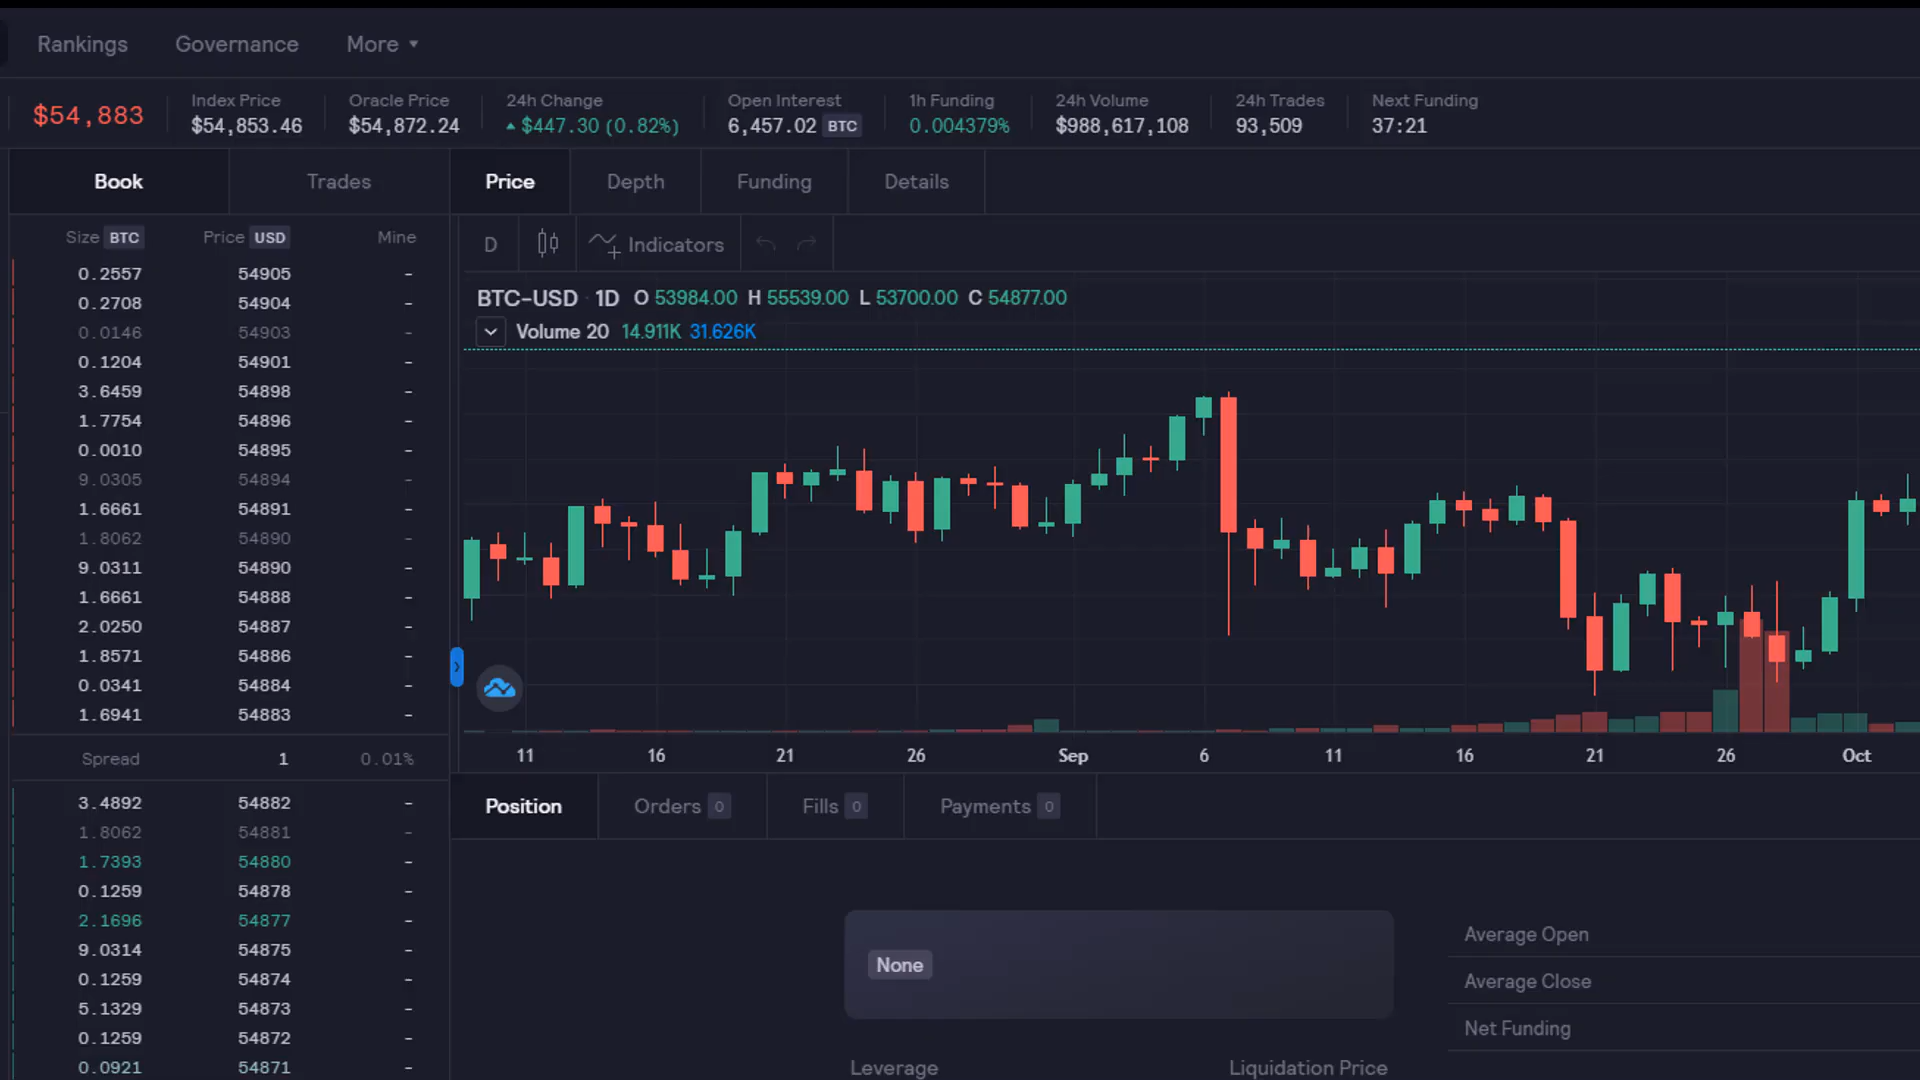 Rankings Governance More
$54,883
Index Price Oracle Price 24h Change Open Interest 1h Funding 24h Volume 24h Trades Next Funding
$54,853.46 $54,872.24 $447.30 (0.82%) 6,457.02 BTC 0.004379% $988,617,108 93,509 37:21
Book Trades
Size BTC Price USD Mine
0.2557 54905 -
0.2708 54904 -
0.0146 54903 -
0.1204 54901 -
3.6459 54898 -
1.7754 54896 -
0.0010 54895 -
9.0305 54894 -
1.6661 54891 -
1.8062 54890 -
9.0311 54890 -
1.6661 54888 -
2.0250 54887 -
1.8571 54886 -
0.0341 54884 -
1.6941 54883 -
Spread 1 0.01%
3.4892 54882 -
1.8062 54881 -
1.7393 54880 -
0.1259 54878 -
2.1696 54877 -
9.0314 54875 -
0.1259 54874 -
5.1329 54873 -
0.1259 54872 -
0.0921 54871 -
Price Depth Funding Details
D Indicators
BTC-USD 1D O 53984.00 H 55539.00 L 53700.00 C 54877.00
Volume 20 14.911K 31.626K
11 16 21 26 Sep 6 11 16 21 26 Oct
Position Orders 0 Fills 0 Payments 0
None
Leverage Liquidation Price
Average Open
Average Close
Net Funding